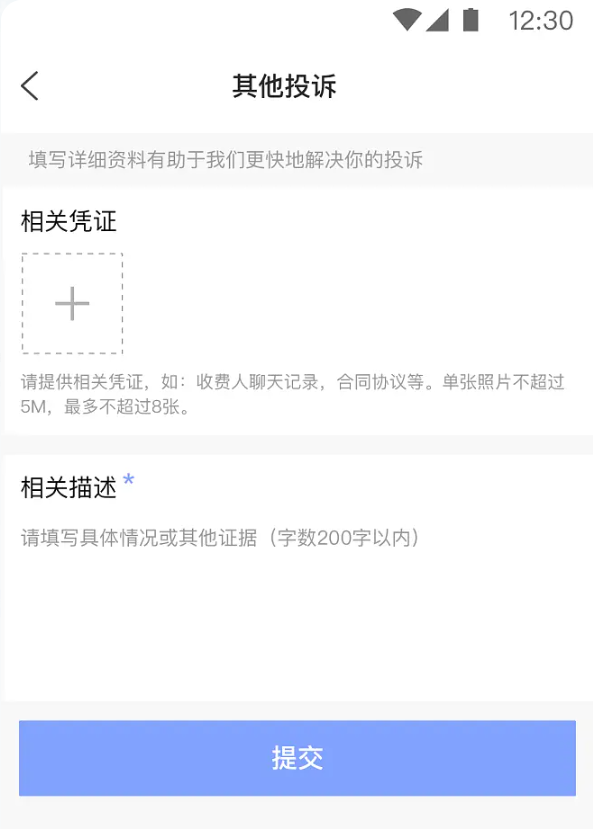 12:30
其他投诉
填写详细资料有助于我们更快地解决你的投诉
相关凭证
请提供相关凭证，如：收费人聊天记录，合同协议等。单张照片不超过
5M，最多不超过8张。
相关描述 *
请填写具体情况或其他证据（字数200字以内）
提交